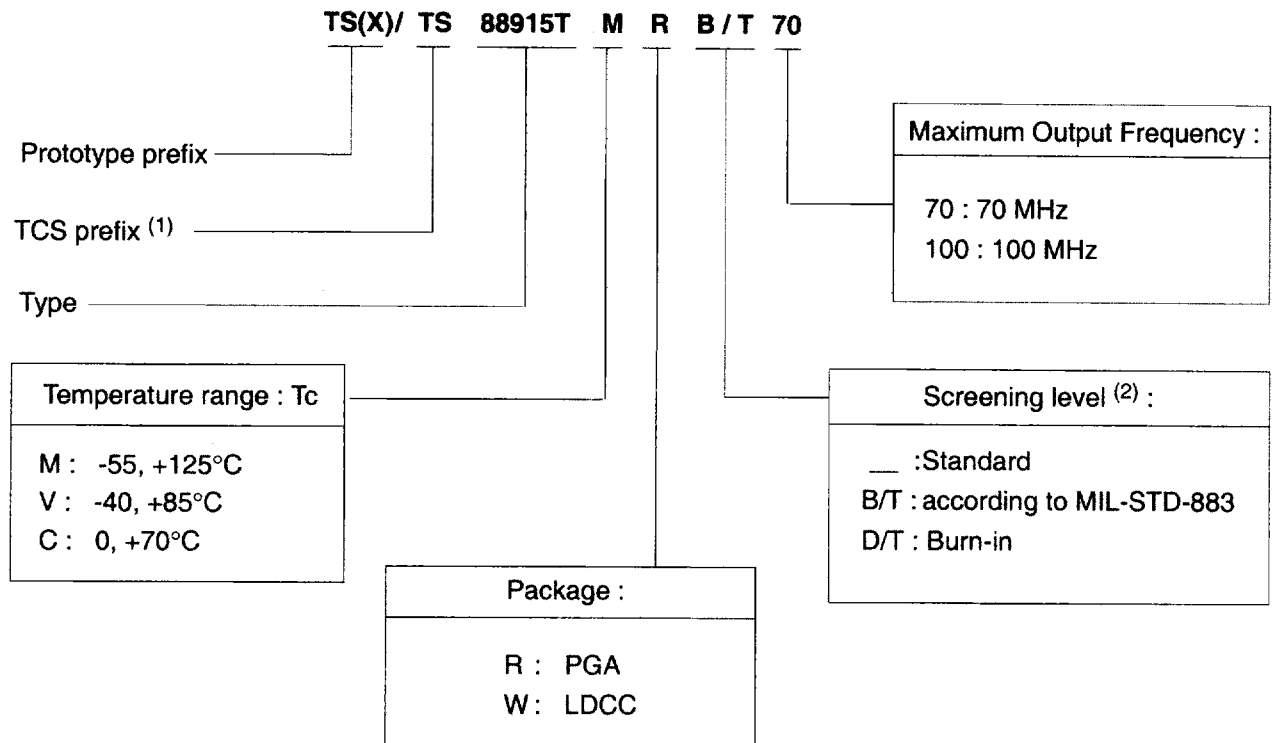 TS(X)/ TS 88915T M R B / T 70
Prototype prefix
TCS prefix (1)
Type
Maximum Output Frequency :
70 : 70 MHz
100 : 100 MHz
Temperature range : Tc
M : -55, +125°C
V : -40, +85°C
C : 0, +70°C
Screening level (2) :
__ :Standard
B/T : according to MIL-STD-883
D/T : Burn-in
Package :
R : PGA
W : LDCC